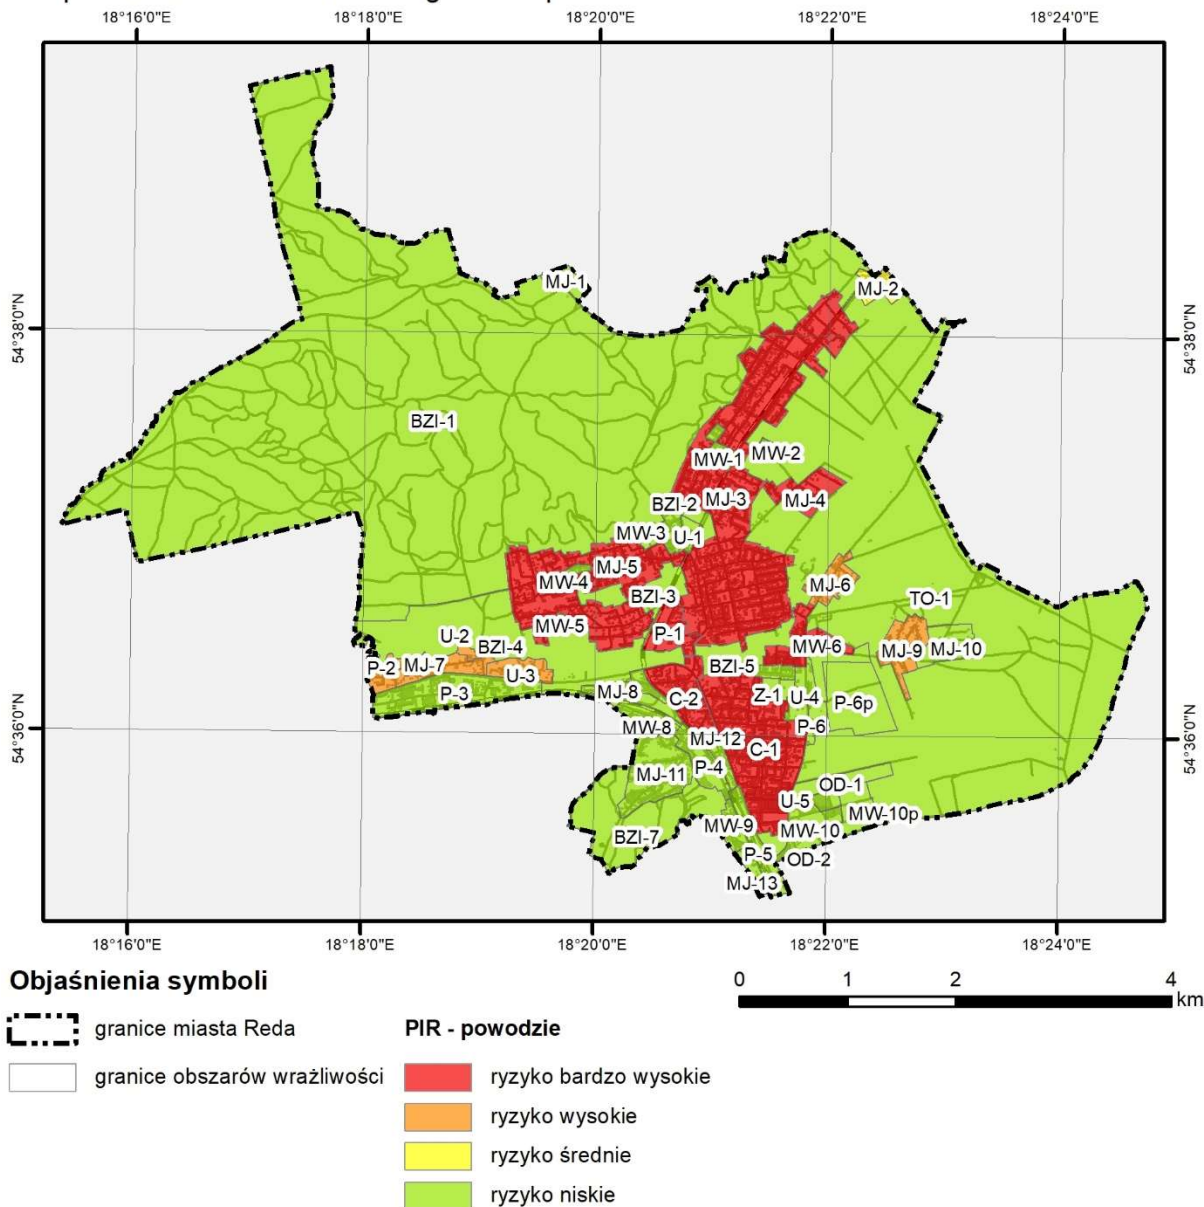 18°16'0"E 18°18'0"E 18°20'0"E 18°22'0"E 18°24'0"E
MJ-1
MJ-2
54°38'0"N 54°38'0"N
BZI-1
MW-1 MW-2
BZI-2 MJ-3 MJ-4
MW-3 U-1
MW-4 MJ-5
BZI-3 MJ-6 TO-1
MW-5 P-1
U-2 BZI-4 MW-6 MJ-9 MJ-10
P-2 MJ-7 U-3 BZI-5
P-3 MJ-8 C-2 Z-1 U-4 P-6p
MW-8 P-6
54°36'0"N 54°36'0"N
MJ-12 C-1
MJ-11 P-4
OD-1
U-5
MW-9 MW-10 MW-10p
BZI-7
P-5 OD-2
MJ-13
18°16'0"E 18°18'0"E 18°20'0"E 18°22'0"E 18°24'0"E
Objaśnienia symboli
0 1 2 4
km
granice miasta Reda
granice obszarów wrażliwości
PIR - powodzie
ryzyko bardzo wysokie
ryzyko wysokie
ryzyko średnie
ryzyko niskie